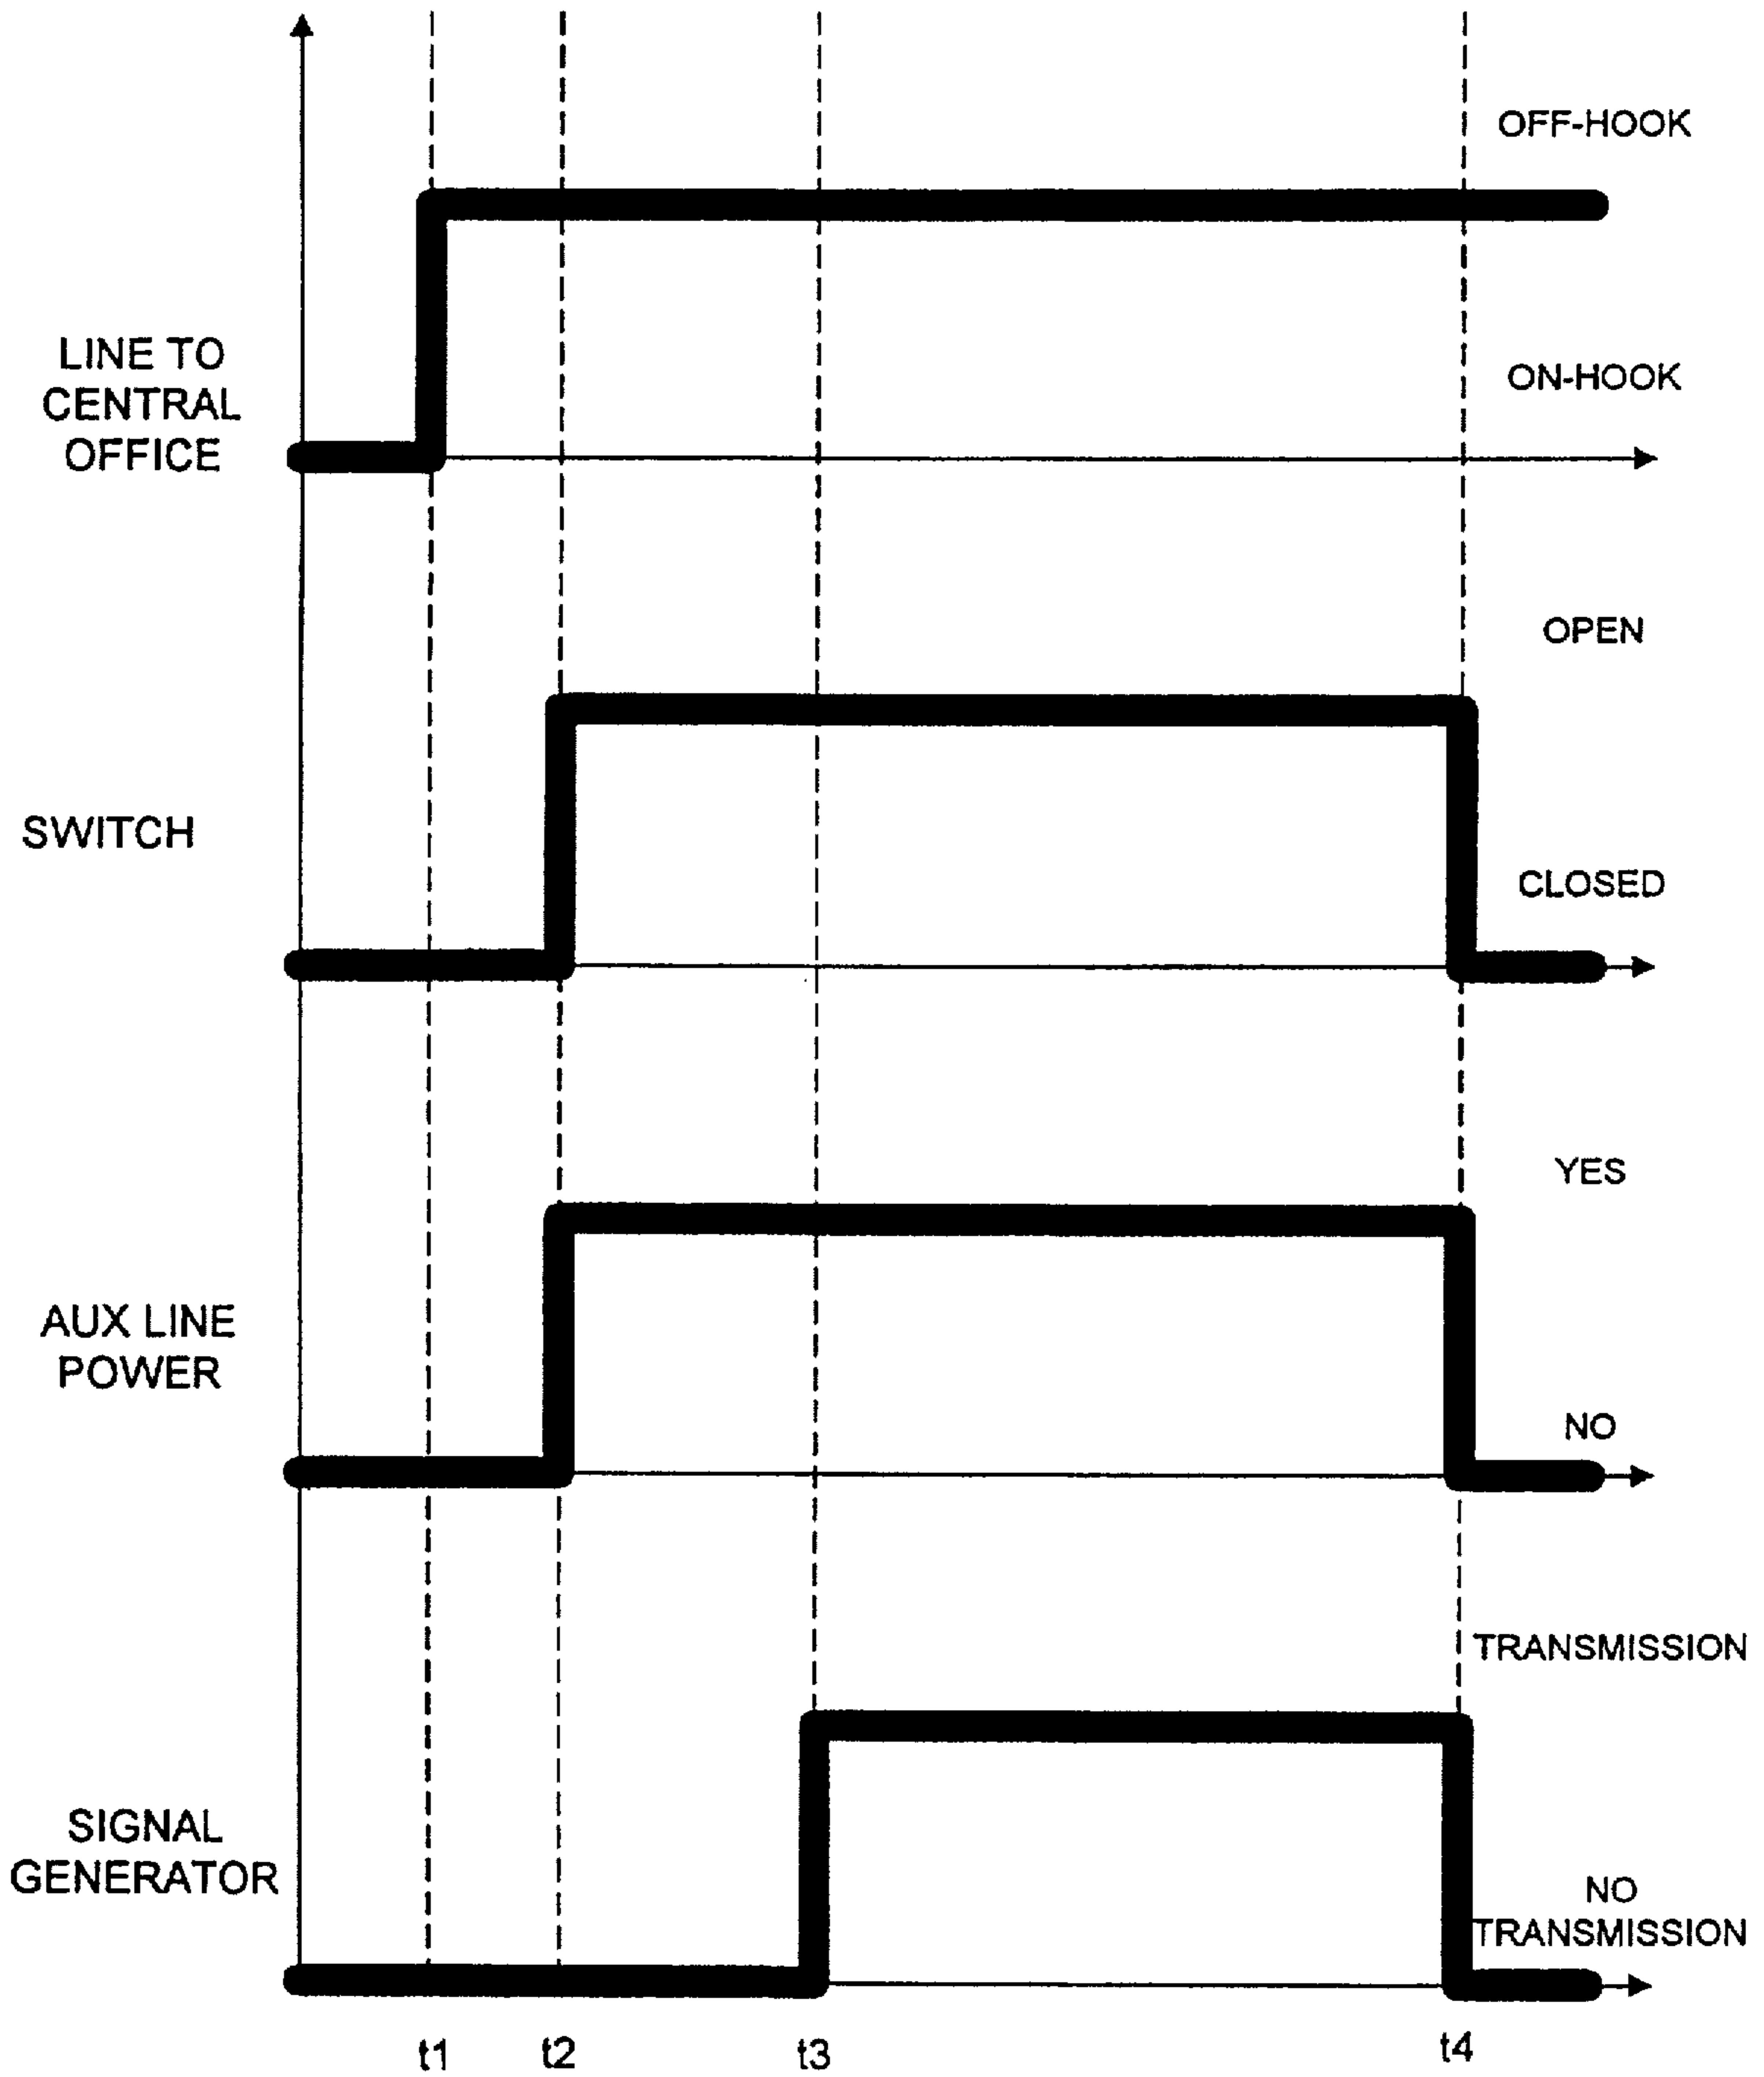 OFF-HOOK
LINE TO
CENTRAL
OFFICE
ON-HOOK
OPEN
SWITCH
CLOSED
YES
AUX LINE
POWER
NO
TRANSMISSION
SIGNAL
GENERATOR
NO
TRANSMISSION
t1 t2 t3 t4